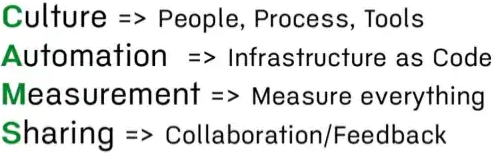 Culture => People, Process, Tools
Automation => Infrastructure as Code
Measurement => Measure everything
Sharing => Collaboration/Feedback